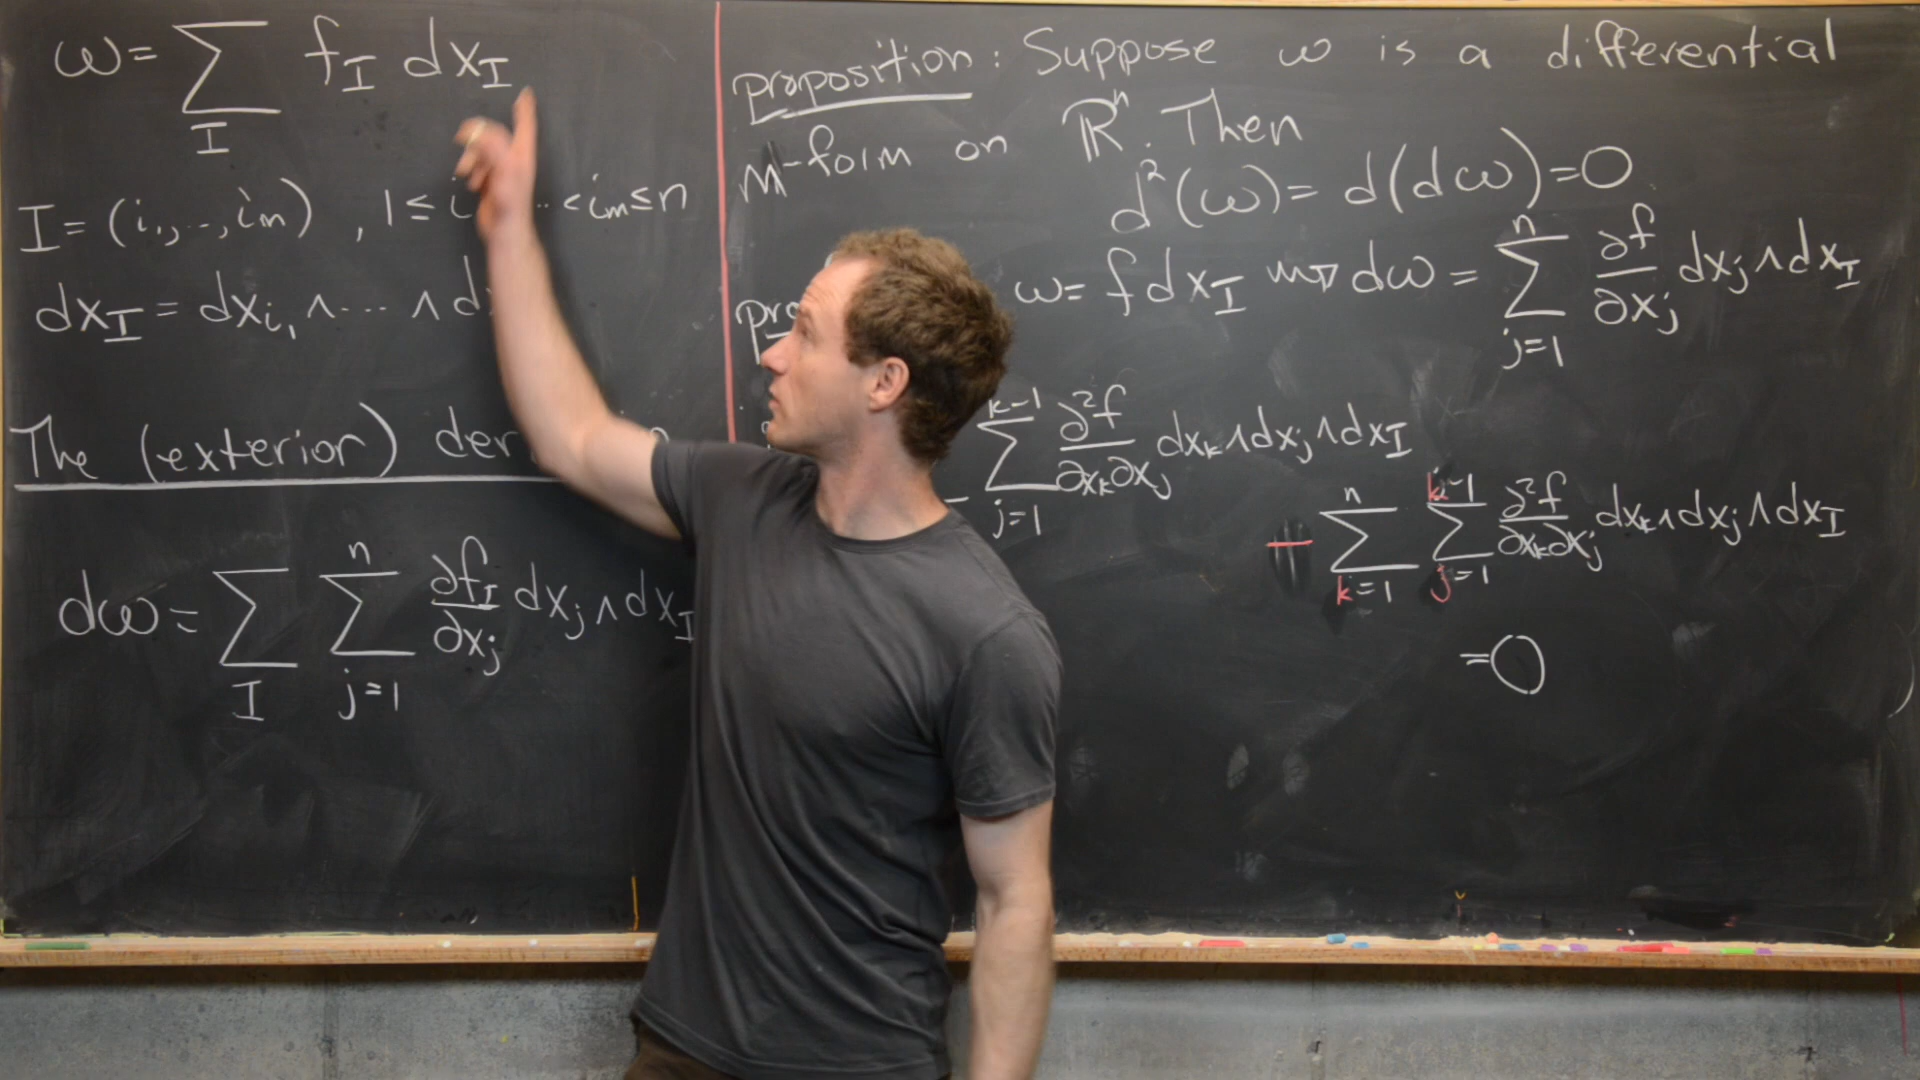 ω = ∑_I f_I dx_I
I = (i₁, .., i_m), 1 ≤ i .. < i_m ≤ n
dx_I = dx_{i₁} ∧ ... ∧ d
The (exterior) der
dω = ∑_I ∑_{j=1}^{n} ∂f_I/∂x_j dx_j ∧ dx_I
proposition: Suppose ω is a differential
m-form on ℝⁿ. Then
d²(ω) = d(dω) = 0
ω = f dx_I ⇝ dω = ∑_{j=1}^{n} ∂f/∂x_j dx_j ∧ dx_I
∑_{j=1}^{k-1} ∂²f/∂x_k∂x_j dx_k ∧ dx_j ∧ dx_I
− ∑_{k=1}^{n} ∑_{j=1}^{k-1} ∂²f/∂x_k∂x_j dx_k ∧ dx_j ∧ dx_I
= 0